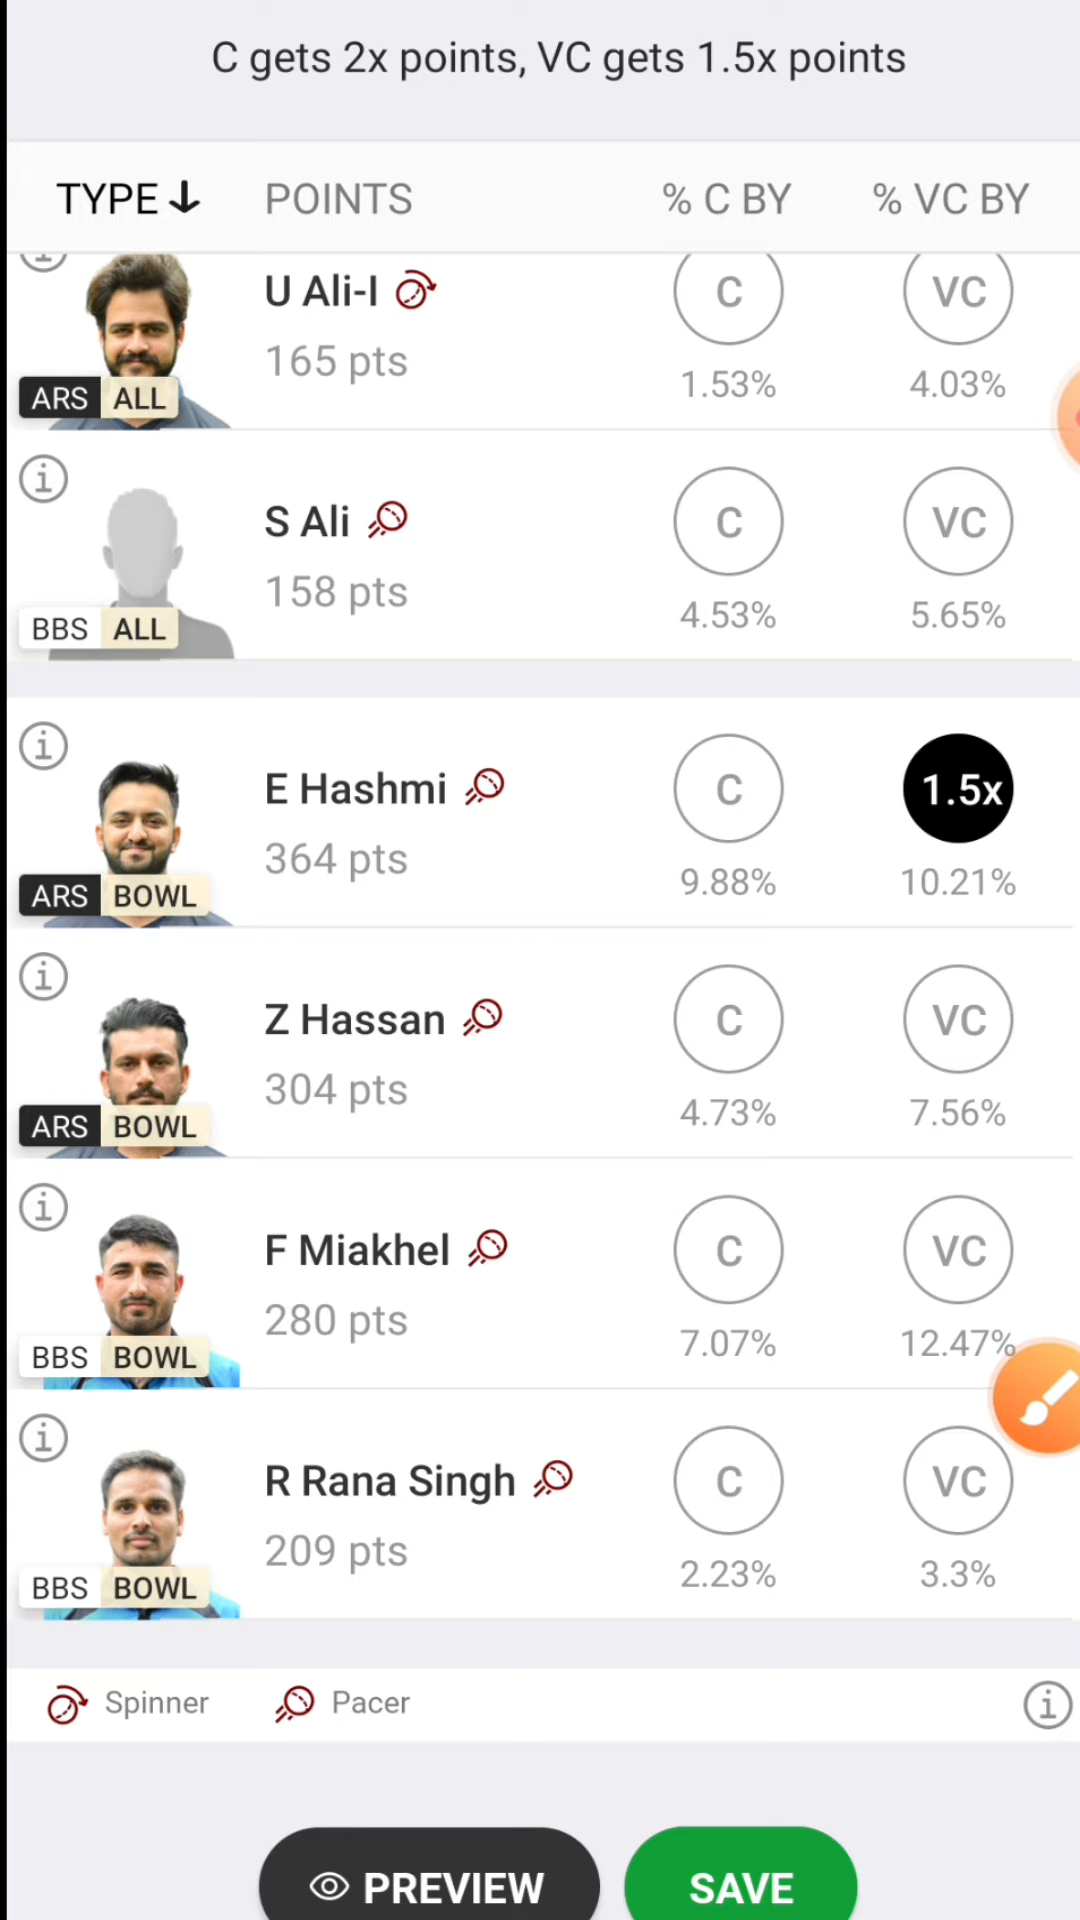 C gets 2x points, VC gets 1.5x points
TYPE POINTS % C BY % VC BY
U Ali-I C VC
165 pts 1.53% 4.03%
ARS ALL
S Ali C VC
158 pts 4.53% 5.65%
BBS ALL
E Hashmi C 1.5x
364 pts 9.88% 10.21%
ARS BOWL
Z Hassan C VC
304 pts 4.73% 7.56%
ARS BOWL
F Miakhel C VC
280 pts 7.07% 12.47%
BBS BOWL
R Rana Singh C VC
209 pts 2.23% 3.3%
BBS BOWL
Spinner Pacer
PREVIEW SAVE